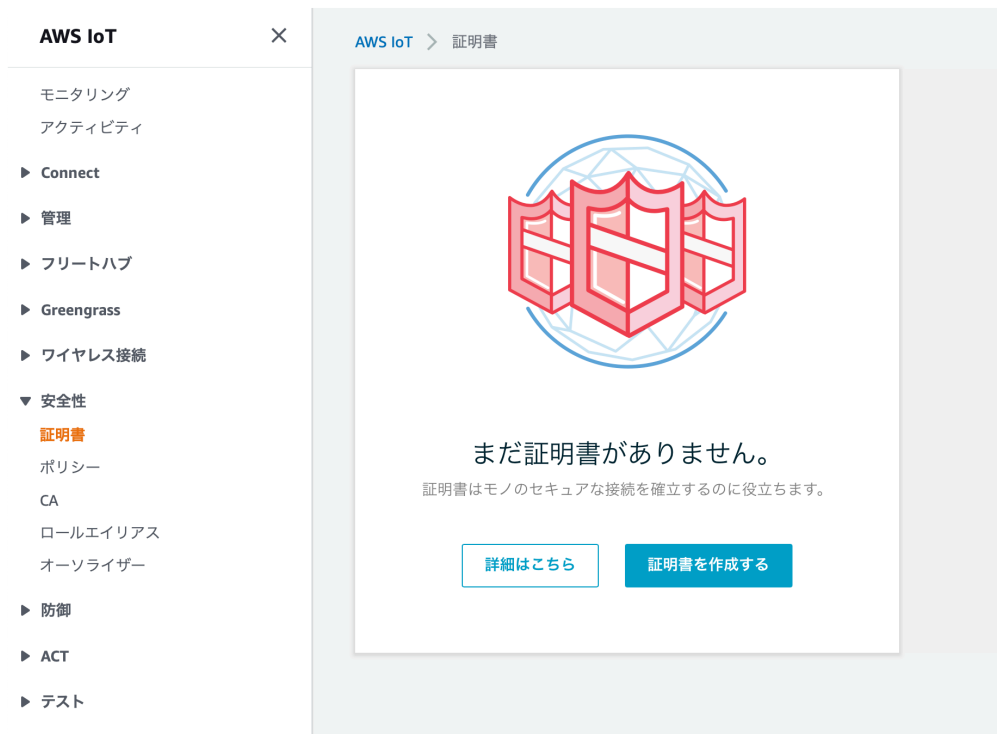 AWS IoT
モニタリング
アクティビティ
Connect
管理
フリートハブ
Greengrass
ワイヤレス接続
安全性
証明書
ポリシー
CA
ロールエイリアス
オーソライザー
防御
ACT
テスト
AWS IoT 証明書
まだ証明書がありません。
証明書はモノのセキュアな接続を確立するのに役立ちます。
詳細はこちら 証明書を作成する